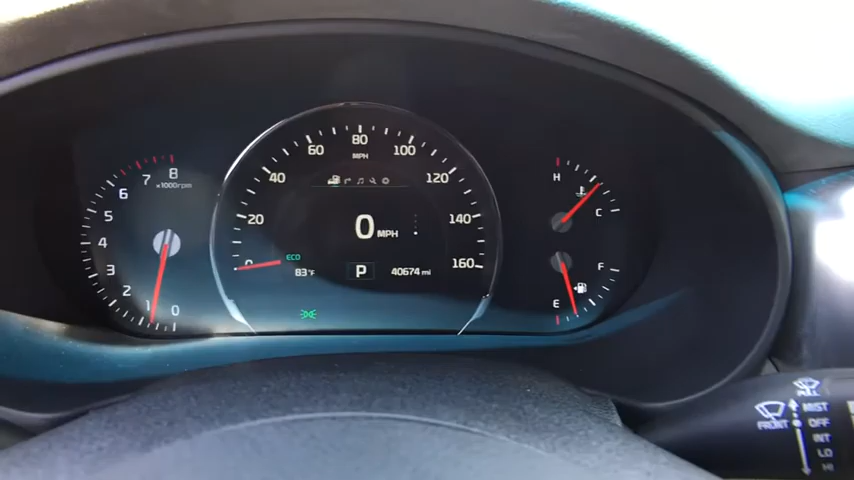 8
7
x1000rpm
6
5
4
3
2
1
0
80
MPH
60
100
40
120
20
140
0
160
0 MPH
ECO
83°F
P
40674 mi
H
C
F
E
PULL
MIST
FRONT
OFF
INT
LO
HI